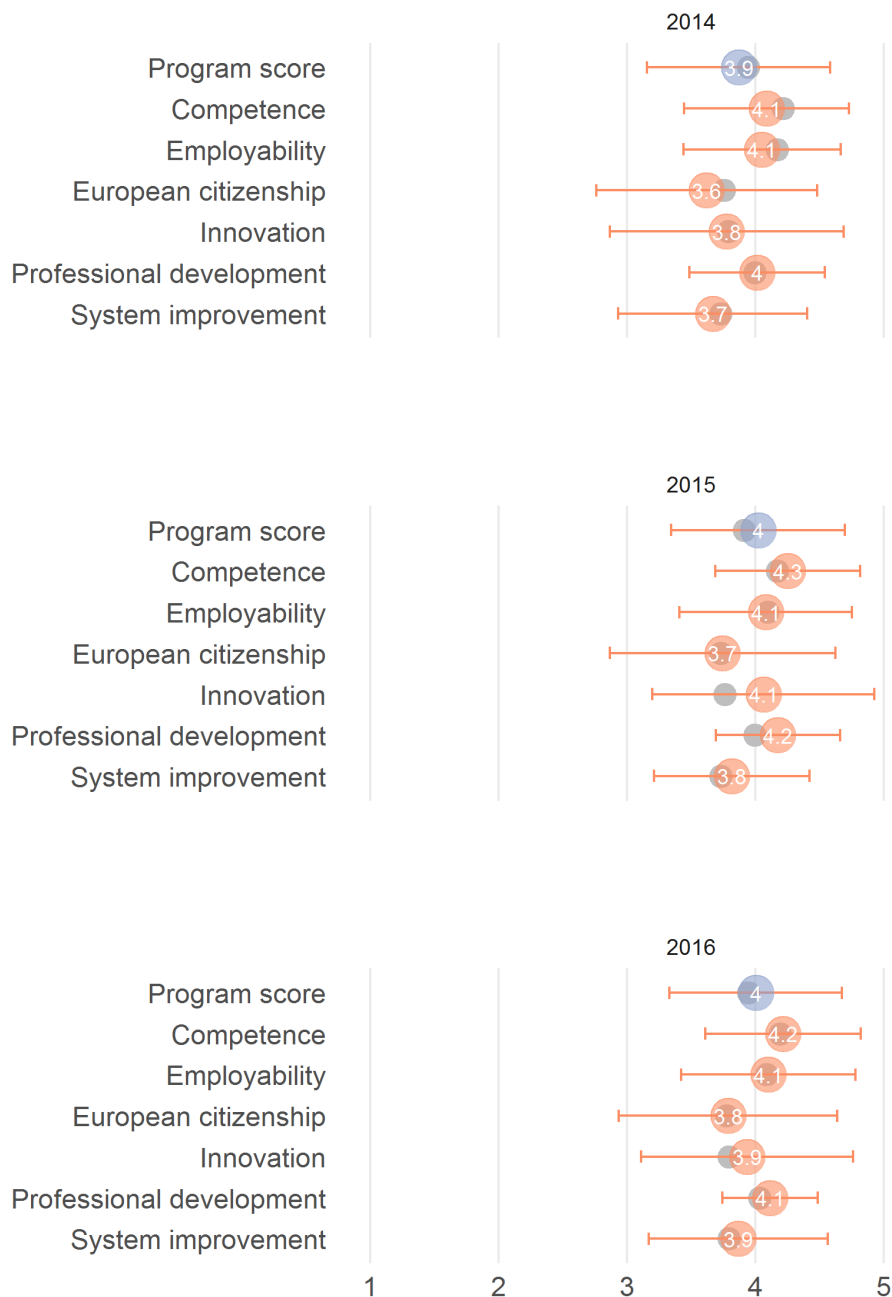 2014
Program score 3.9
Competence 4.1
Employability 4.1
European citizenship 3.6
Innovation 3.8
Professional development 4
System improvement 3.7
2015
Program score 4
Competence 4.3
Employability 4.1
European citizenship 3.7
Innovation 4.1
Professional development 4.2
System improvement 3.8
2016
Program score 4
Competence 4.2
Employability 4.1
European citizenship 3.8
Innovation 3.9
Professional development 4.1
System improvement 3.9
1 2 3 4 5